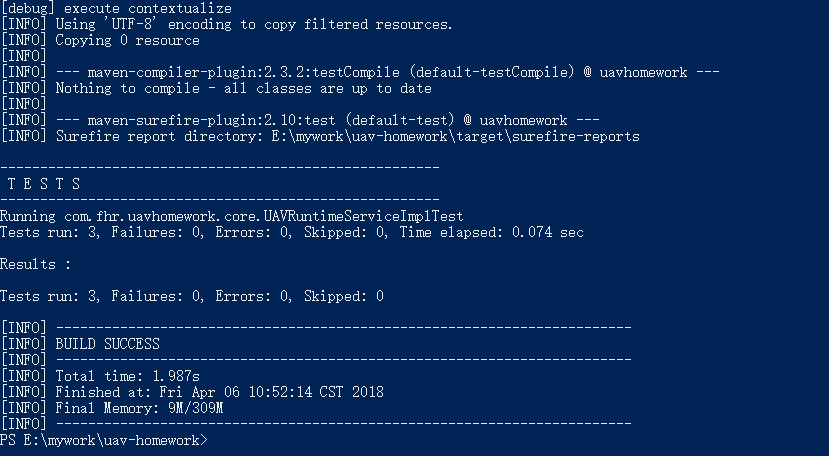 [debug] execute contextualize
[INFO] Using 'UTF-8' encoding to copy filtered resources.
[INFO] Copying 0 resource
[INFO]
[INFO] --- maven-compiler-plugin:2.3.2:testCompile (default-testCompile) @ uavhomework ---
[INFO] Nothing to compile - all classes are up to date
[INFO]
[INFO] --- maven-surefire-plugin:2.10:test (default-test) @ uavhomework ---
[INFO] Surefire report directory: E:\mywork\uav-homework\target\surefire-reports
-------------------------------------------------------
 T E S T S
-------------------------------------------------------
Running com.fhr.uavhomework.core.UAVRuntimeServiceImplTest
Tests run: 3, Failures: 0, Errors: 0, Skipped: 0, Time elapsed: 0.074 sec
Results :
Tests run: 3, Failures: 0, Errors: 0, Skipped: 0
[INFO] ------------------------------------------------------------------------
[INFO] BUILD SUCCESS
[INFO] ------------------------------------------------------------------------
[INFO] Total time: 1.987s
[INFO] Finished at: Fri Apr 06 10:52:14 CST 2018
[INFO] Final Memory: 9M/309M
[INFO] ------------------------------------------------------------------------
PS E:\mywork\uav-homework>